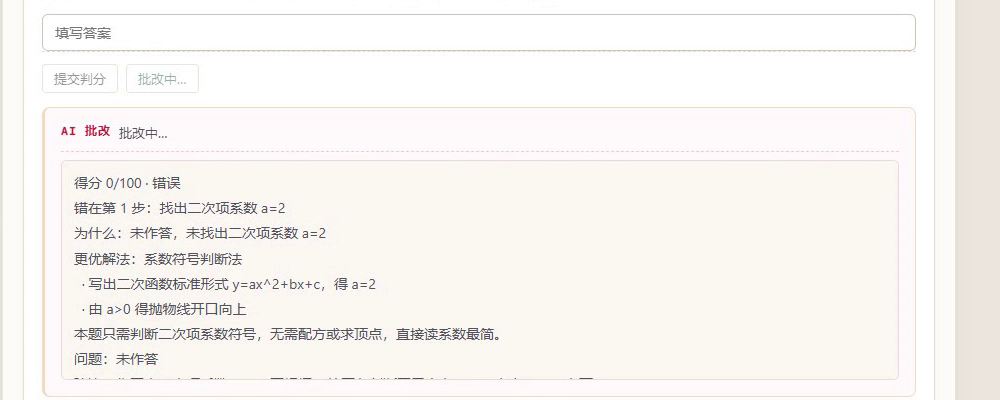 填写答案
提交判分 批改中...
AI 批改 批改中...
得分 0/100 · 错误
错在第 1 步：找出二次项系数 a=2
为什么：未作答，未找出二次项系数 a=2
更优解法：系数符号判断法
· 写出二次函数标准形式 y=ax^2+bx+c，得 a=2
· 由 a>0 得抛物线开口向上
本题只需判断二次项系数符号，无需配方或求顶点，直接读系数最简。
问题：未作答